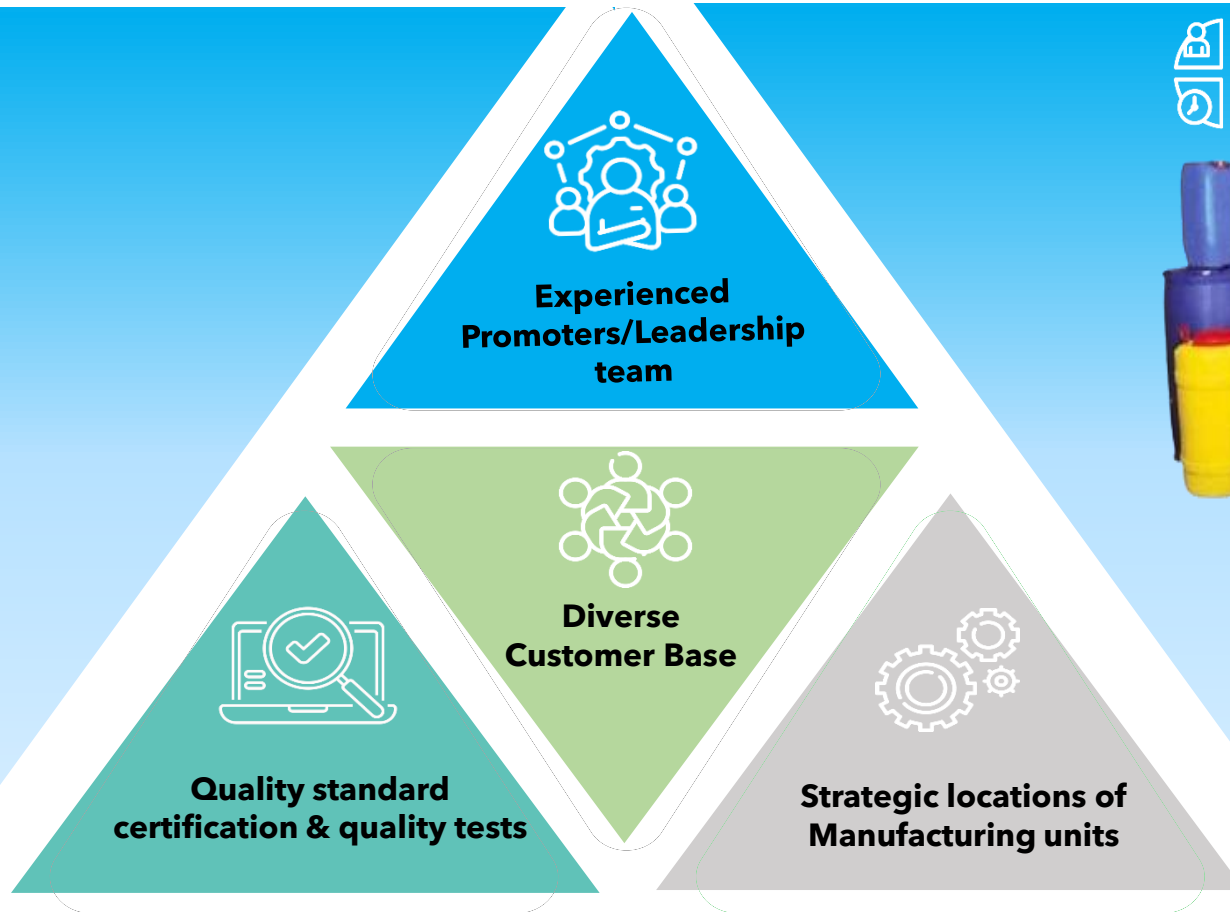 Experienced
Promoters/Leadership
team
Diverse
Customer Base
Quality standard
certification & quality tests
Strategic locations of
Manufacturing units